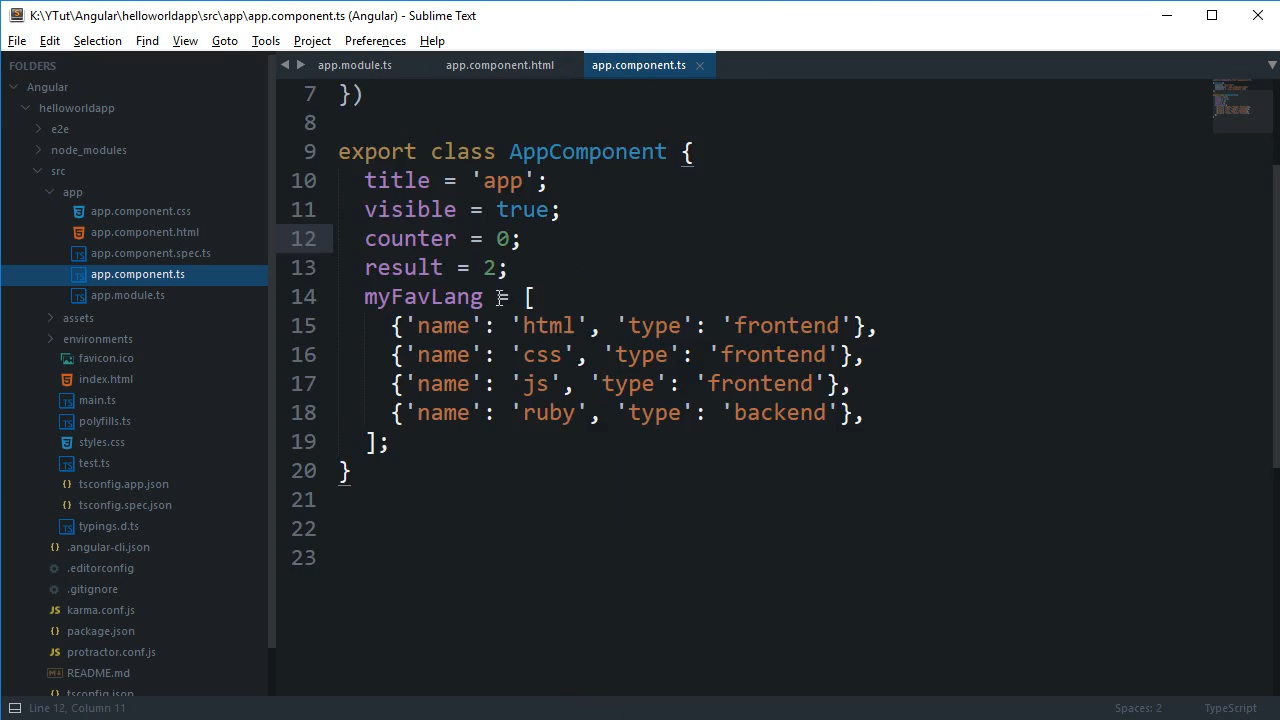 K:\YTut\Angular\helloworldapp\src\app\app.component.ts (Angular) - Sublime Text
File Edit Selection Find View Goto Tools Project Preferences Help
FOLDERS
Angular
helloworldapp
e2e
node_modules
src
app
app.component.css
app.component.html
app.component.spec.ts
app.component.ts
app.module.ts
assets
environments
favicon.ico
index.html
main.ts
polyfills.ts
styles.css
test.ts
tsconfig.app.json
tsconfig.spec.json
typings.d.ts
.angular-cli.json
.editorconfig
.gitignore
karma.conf.js
package.json
protractor.conf.js
README.md
tsconfig.json
app.module.ts app.component.html app.component.ts
7 })
8
9 export class AppComponent {
10 title = 'app';
11 visible = true;
12 counter = 0;
13 result = 2;
14 myFavLang = [
15 {'name': 'html', 'type': 'frontend'},
16 {'name': 'css', 'type': 'frontend'},
17 {'name': 'js', 'type': 'frontend'},
18 {'name': 'ruby', 'type': 'backend'},
19 ];
20 }
21
22
23
Line 12, Column 11 Spaces: 2 TypeScript